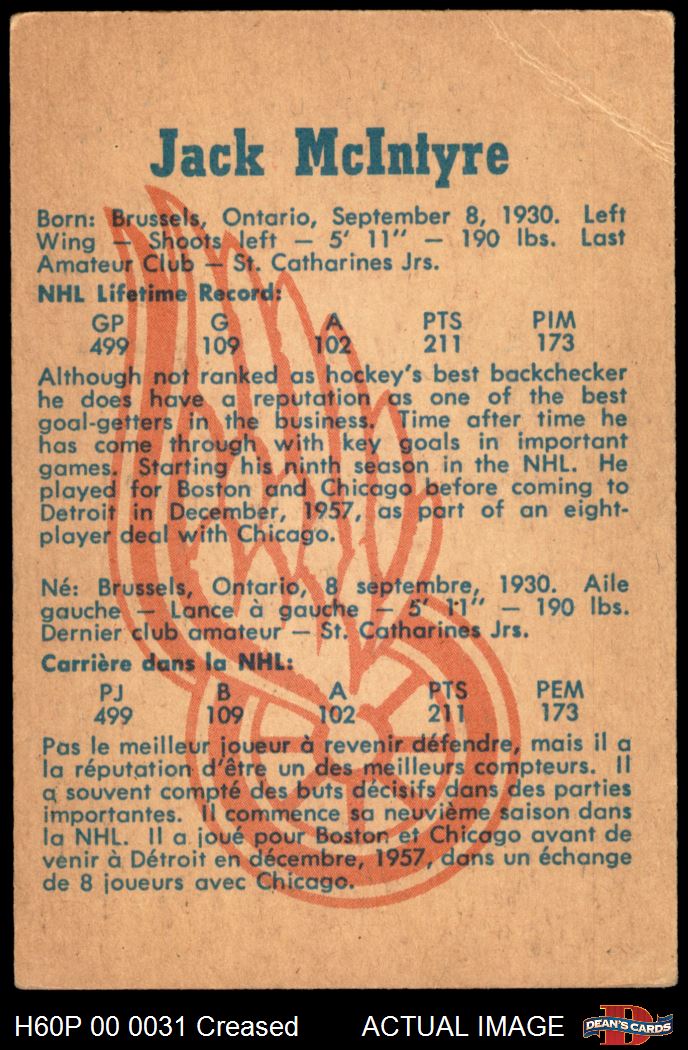 Jack McIntyre
Born: Brussels, Ontario, September 8, 1930. Left
Wing — Shoots left — 5' 11" — 190 lbs. Last
Amateur Club — St. Catharines Jrs.
NHL Lifetime Record:
GP G A PTS PIM
499 109 102 211 173
Although not ranked as hockey's best backchecker
he does have a reputation as one of the best
goal-getters in the business. Time after time he
has come through with key goals in important
games. Starting his ninth season in the NHL. He
played for Boston and Chicago before coming to
Detroit in December, 1957, as part of an eight-
player deal with Chicago.
Né: Brussels, Ontario, 8 septembre, 1930. Aile
gauche — Lance à gauche — 5' 11" — 190 lbs.
Dernier club amateur — St. Catharines Jrs.
Carrière dans la NHL:
PJ B A PTS PEM
499 109 102 211 173
Pas le meilleur joueur à revenir défendre, mais il a
la réputation d'être un des meilleurs compteurs. Il
a souvent compté des buts décisifs dans des parties
importantes. Il commence sa neuvième saison dans
la NHL. Il a joué pour Boston et Chicago avant de
venir à Détroit en décembre, 1957, dans un échange
de 8 joueurs avec Chicago.
H60P 00 0031 Creased ACTUAL IMAGE D DEAN'S CARDS